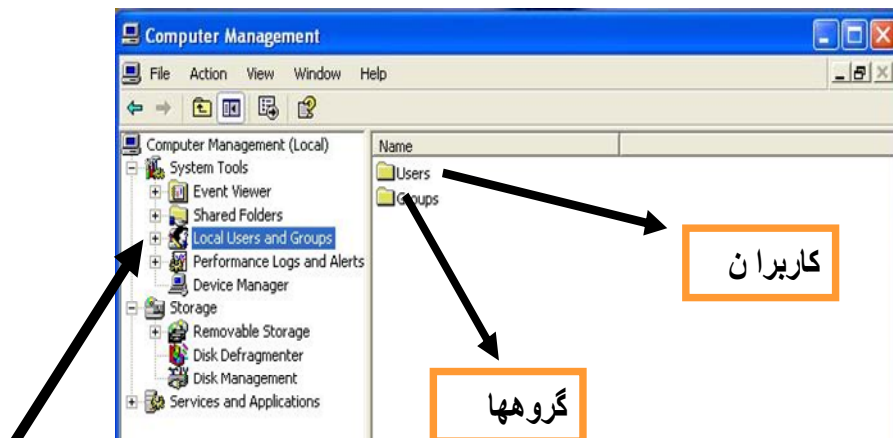 Computer Management
File Action View Window Help
Computer Management (Local)
System Tools
Event Viewer
Shared Folders
Local Users and Groups
Performance Logs and Alerts
Device Manager
Storage
Removable Storage
Disk Defragmenter
Disk Management
Services and Applications
Name
Users
Groups
کاربرا ن
گروهها